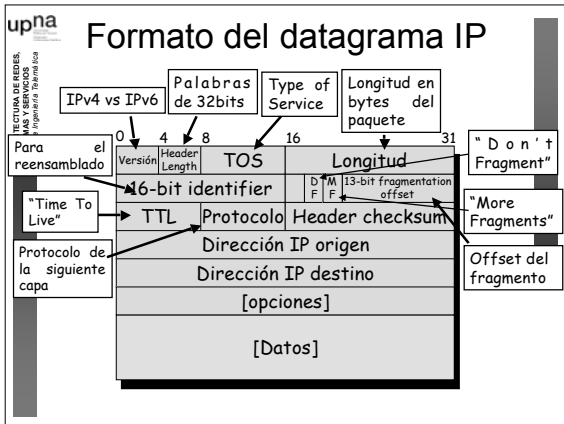 upna
Formato del datagrama IP
TECTURA DE REDES,
MAS Y SERVICIOS
Ingeniería Telemática
IPv4 vs IPv6
Palabras
de 32bits
Type of
Service
Longitud en
bytes del
paquete
0 4 8 16 31
Para el
reensamblado
Versión
Header
Length
TOS
Longitud
"Don't
Fragment"
16-bit identifier
D
F
M
F
13-bit fragmentation
offset
"More
Fragments"
"Time To
Live"
TTL
Protocolo
Header checksum
Protocolo de
la siguiente
capa
Dirección IP origen
Offset del
fragmento
Dirección IP destino
[opciones]
[Datos]